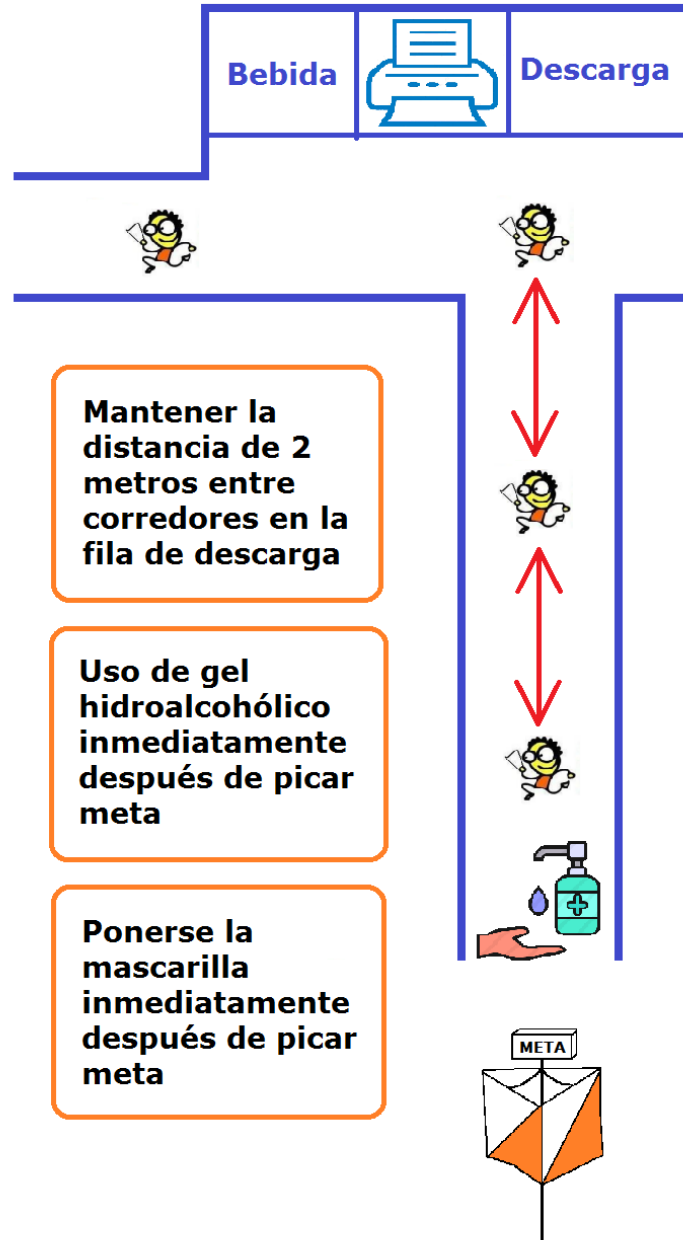 Bebida
Descarga
Mantener la
distancia de 2
metros entre
corredores en la
fila de descarga
Uso de gel
hidroalcohólico
inmediatamente
después de picar
meta
Ponerse la
mascarilla
inmediatamente
después de picar
meta
META